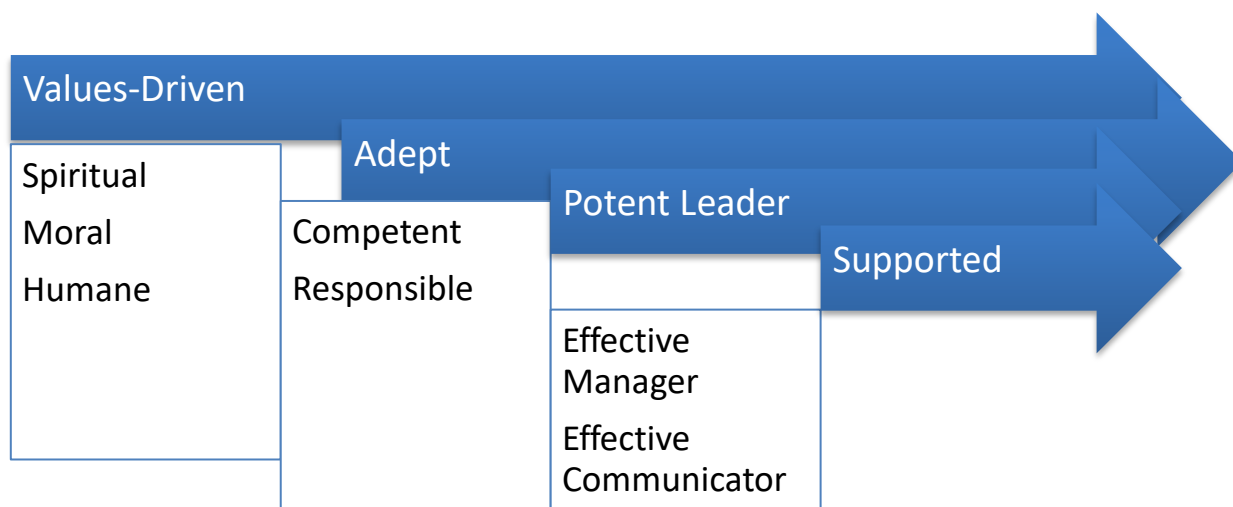 Values-Driven
Spiritual
Moral
Humane
Adept
Competent
Responsible
Potent Leader
Effective
Manager
Effective
Communicator
Supported